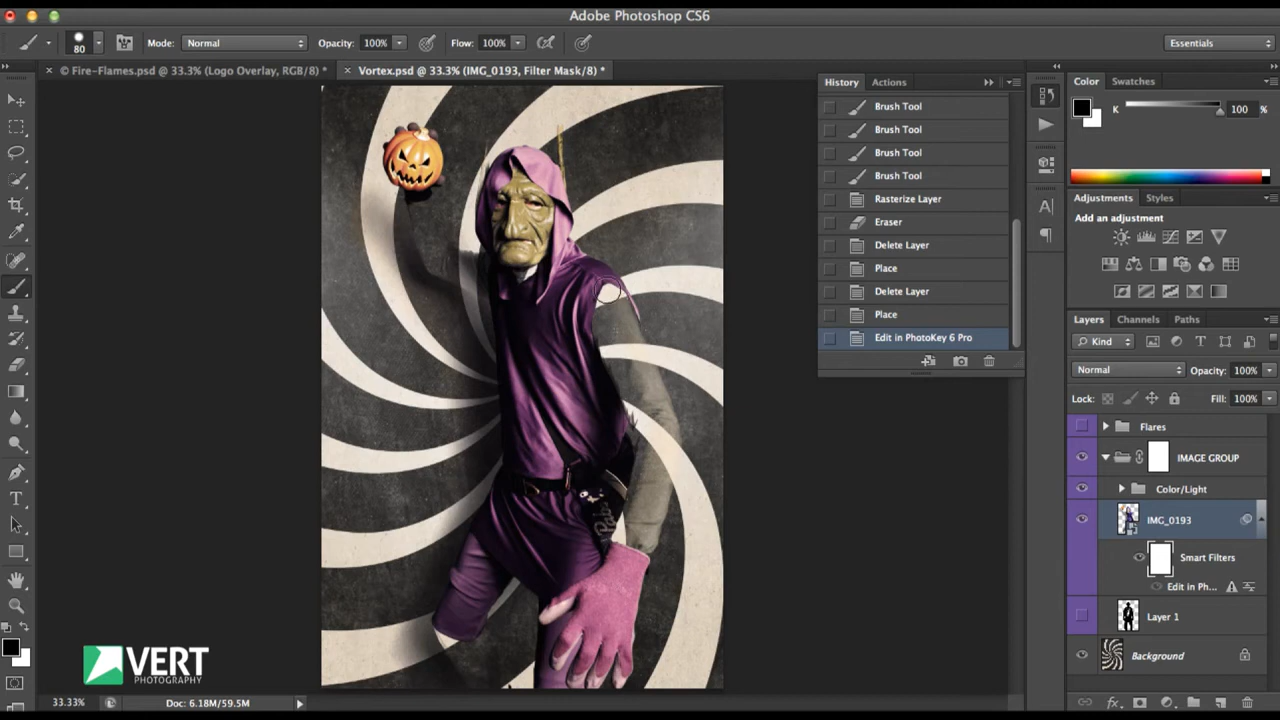 Adobe Photoshop CS6
80 Mode: Normal Opacity: 100% Flow: 100% Essentials
× © Fire-Flames.psd @ 33.3% (Logo Overlay, RGB/8) * × Vortex.psd @ 33.3% (IMG_0193, Filter Mask/8) *
History Actions
Brush Tool
Brush Tool
Brush Tool
Brush Tool
Rasterize Layer
Eraser
Delete Layer
Place
Delete Layer
Place
Edit in PhotoKey 6 Pro
Color Swatches
K 100 %
Adjustments Styles
Add an adjustment
Layers Channels Paths
Kind
Normal Opacity: 100%
Lock: Fill: 100%
Flares
IMAGE GROUP
Color/Light
IMG_0193
Smart Filters
Edit in Ph...
Layer 1
Background
VERT
PHOTOGRAPHY
33.33% Doc: 6.18M/59.5M